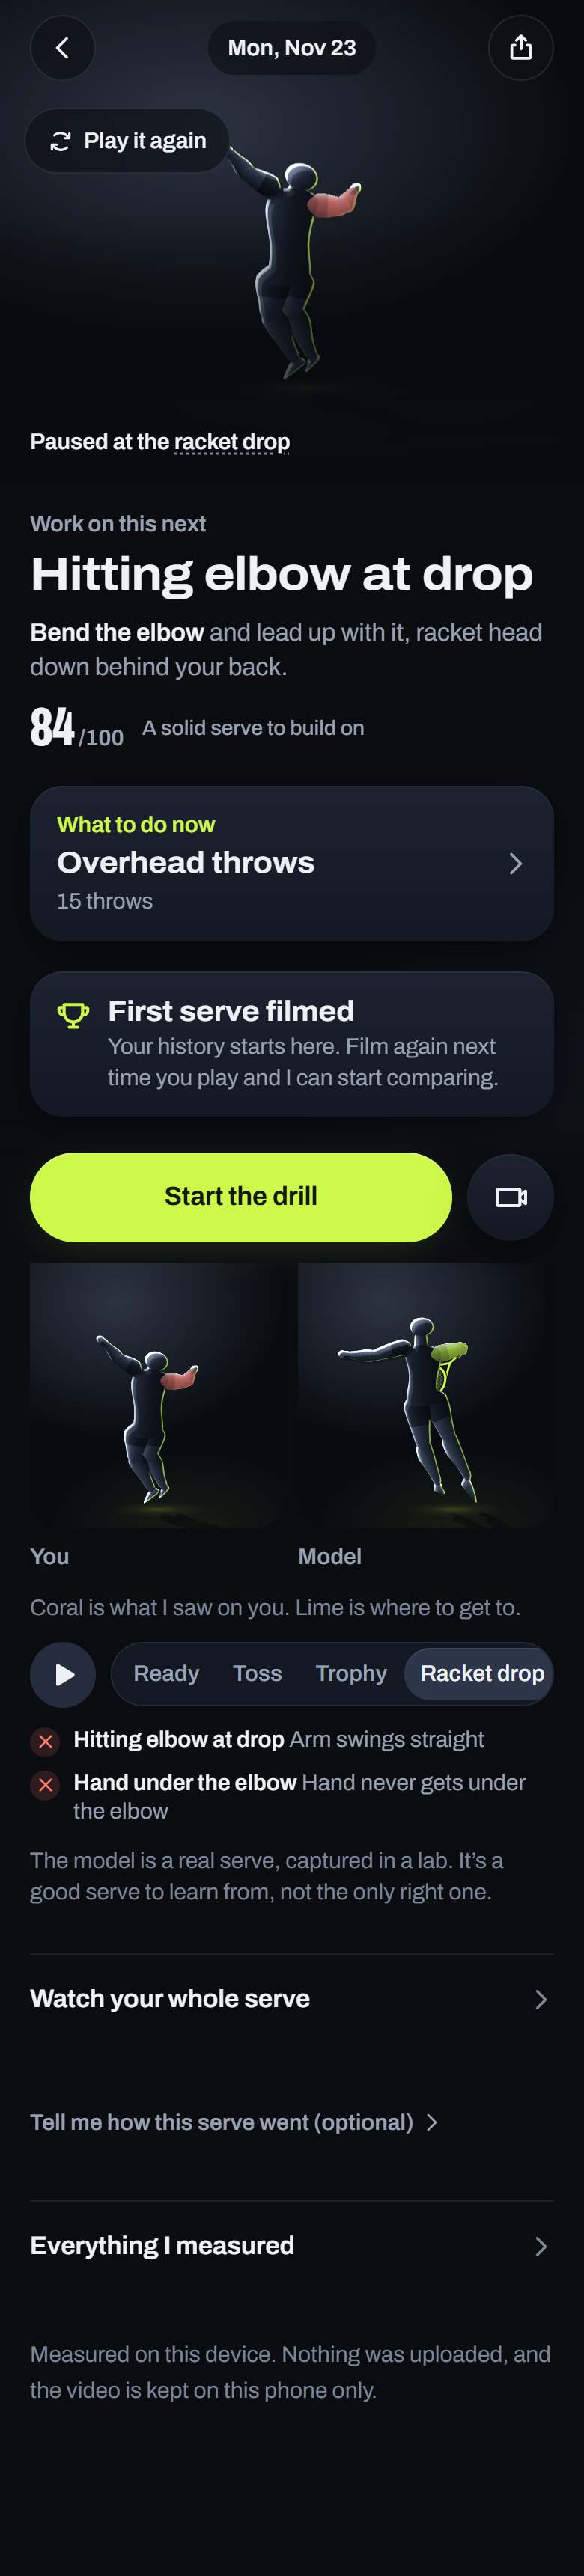 Mon, Nov 23
Play it again
Paused at the racket drop
Work on this next
Hitting elbow at drop
Bend the elbow and lead up with it, racket head
down behind your back.
84/100 A solid serve to build on
What to do now
Overhead throws
15 throws
First serve filmed
Your history starts here. Film again next
time you play and I can start comparing.
Start the drill
You Model
Coral is what I saw on you. Lime is where to get to.
Ready Toss Trophy Racket drop
Hitting elbow at drop Arm swings straight
Hand under the elbow Hand never gets under
the elbow
The model is a real serve, captured in a lab. It’s a
good serve to learn from, not the only right one.
Watch your whole serve
Tell me how this serve went (optional)
Everything I measured
Measured on this device. Nothing was uploaded, and
the video is kept on this phone only.